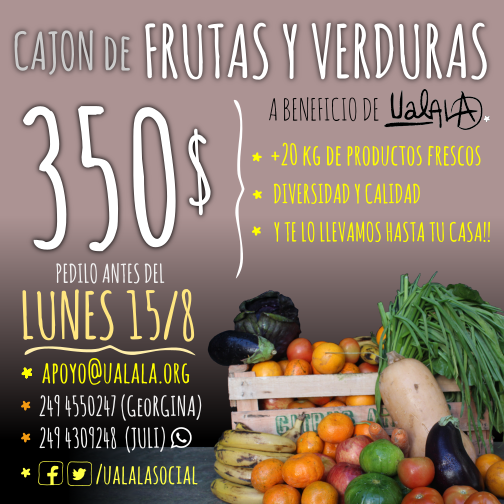 CAJON DE FRUTAS Y VERDURAS
350$
A BENEFICIO DE UALALA.
+20 KG DE PRODUCTOS FRESCOS
DIVERSIDAD Y CALIDAD
Y TE LO LLEVAMOS HASTA TU CASA!!
PEDILO ANTES DEL
LUNES 15/8
APOYO@UALALA.ORG
249 4550247 (GEORGINA)
249 4309248 (JULI)
/UALALASOCIAL